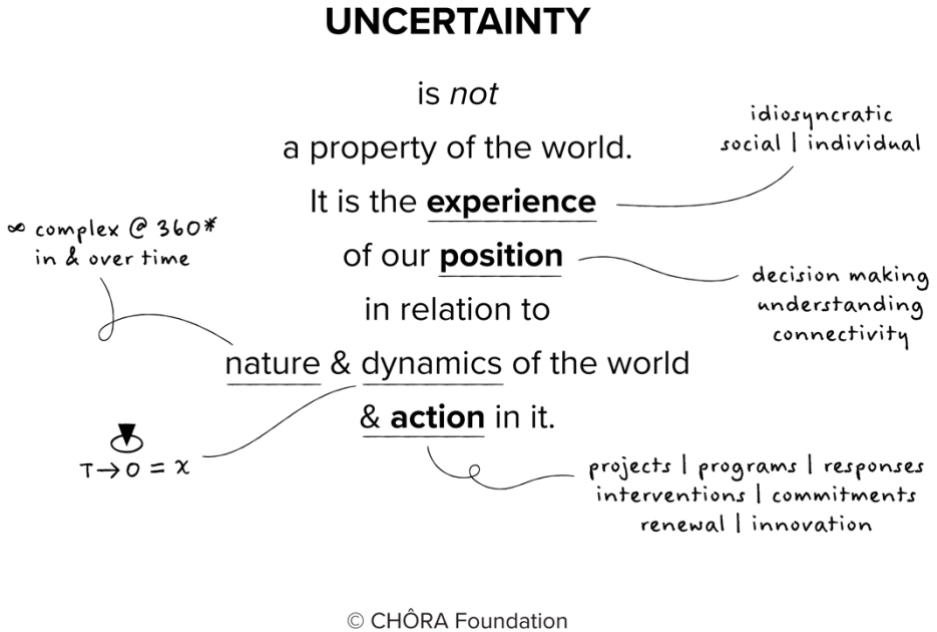 UNCERTAINTY
is not
a property of the world.
It is the experience
of our position
in relation to
nature & dynamics of the world
& action in it.
idiosyncratic
social | individual
∞ complex @ 360*
in & over time
decision making
understanding
connectivity
T→0 = x
projects | programs | responses
interventions | commitments
renewal | innovation
© CHÔRA Foundation